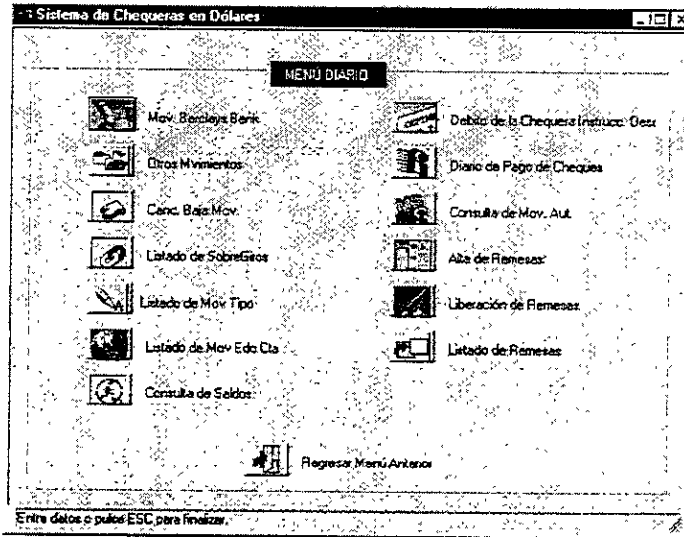 Sistema de Chequeras en Dólares
MENÚ DIARIO
Mov. Barclays Bank
Otros Mvimientos
Canc. Baja Mov.
Listado de SobreGiros
Listado de Mov Tipo
Listado de Mov Edo Cta
Consulta de Saldos
Debito de la Chequera Instrucc. Desc
Diario de Pago de Cheques
Consulta de Mov. Aut.
Alta de Remesas
Liberación de Remesas
Listado de Remesas
Regresar Menú Anterior
Entre datos o pulse ESC para finalizar.